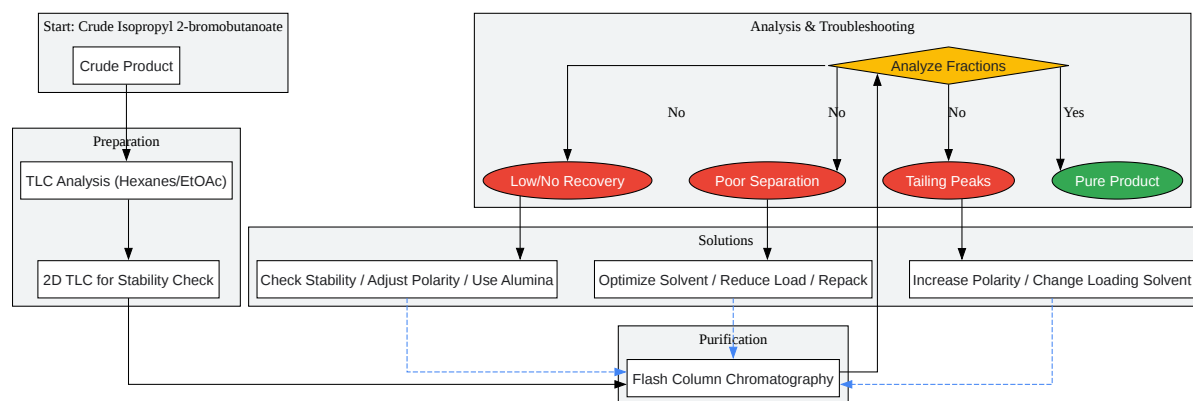 Start: Crude Isopropyl 2-bromobutanoate
Crude Product
Analysis & Troubleshooting
Analyze Fractions
No
No
No
Yes
Low/No Recovery
Poor Separation
Tailing Peaks
Pure Product
Preparation
TLC Analysis (Hexanes/EtOAc)
2D TLC for Stability Check
Solutions
Check Stability / Adjust Polarity / Use Alumina
Optimize Solvent / Reduce Load / Repack
Increase Polarity / Change Loading Solvent
Purification
Flash Column Chromatography